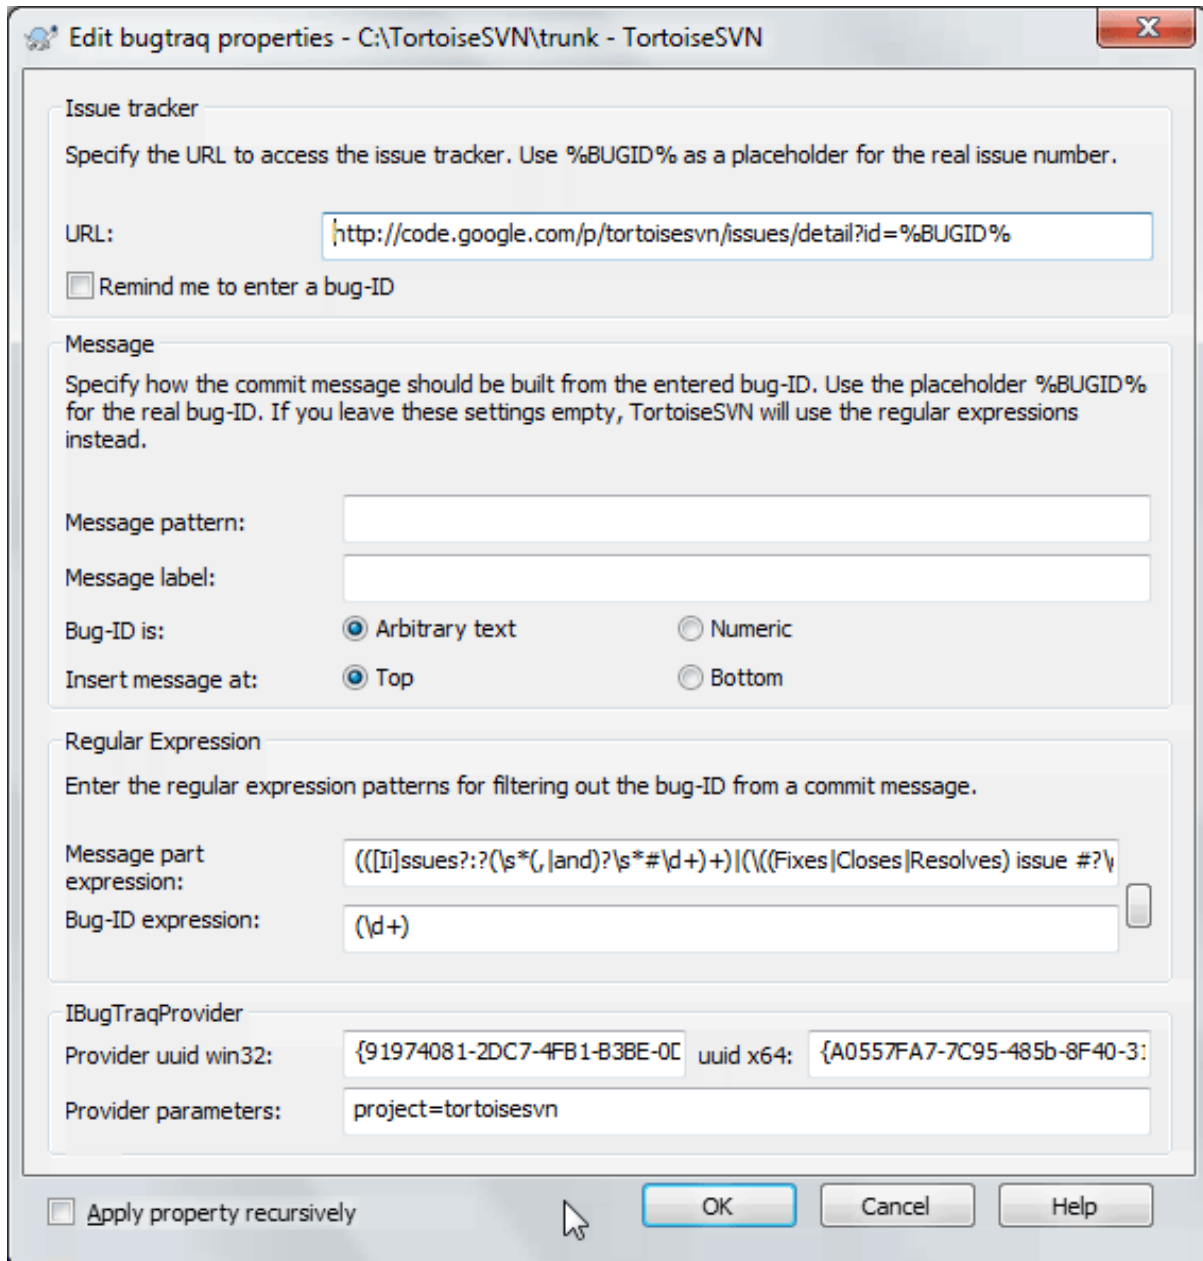 Edit bugtraq properties - C:\TortoiseSVN\trunk - TortoiseSVN
Issue tracker
Specify the URL to access the issue tracker. Use %BUGID% as a placeholder for the real issue number.
URL: http://code.google.com/p/tortoisesvn/issues/detail?id=%BUGID%
Remind me to enter a bug-ID
Message
Specify how the commit message should be built from the entered bug-ID. Use the placeholder %BUGID%
for the real bug-ID. If you leave these settings empty, TortoiseSVN will use the regular expressions
instead.
Message pattern:
Message label:
Bug-ID is: Arbitrary text Numeric
Insert message at: Top Bottom
Regular Expression
Enter the regular expression patterns for filtering out the bug-ID from a commit message.
Message part
expression: (([Ii]ssues?:?(\s*(,|and)?\s*#\d+)+)|(\((Fixes|Closes|Resolves) issue #?\
Bug-ID expression: (\d+)
IBugTraqProvider
Provider uuid win32: {91974081-2DC7-4FB1-B3BE-0D uuid x64: {A0557FA7-7C95-485b-8F40-31
Provider parameters: project=tortoisesvn
Apply property recursively OK Cancel Help